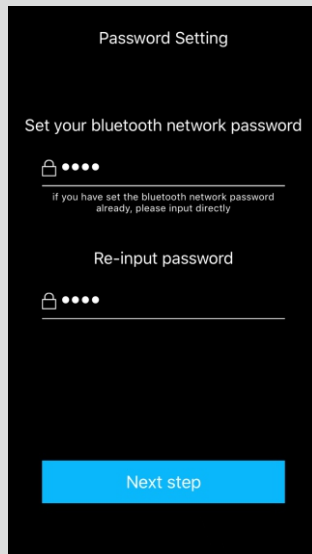 Password Setting
Set your bluetooth network password
••••
if you have set the bluetooth network password
already, please input directly
Re-input password
••••
Next step